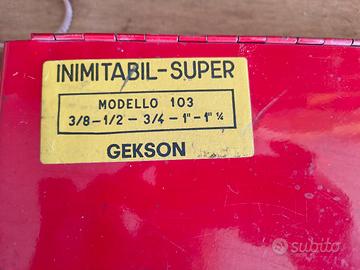 INIMITABIL-SUPER
MODELLO 103
3/8-1/2 - 3/4 - 1" - 1" ¼
GEKSON
subito